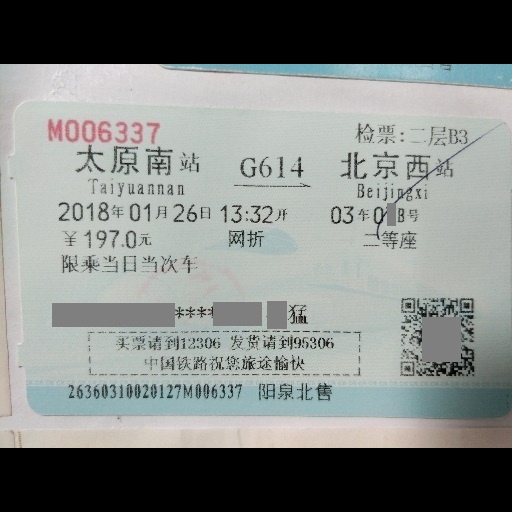 M006337 检票:二层B3
太原南站 G614 北京西站
Taiyuannan Beijingxi
2018年01月26日13:32开 03车0 B号
￥197.0元 网折 二等座
限乘当日当次车
**** 猛
买票请到12306 发货请到95306
中国铁路祝您旅途愉快
26360310020127M006337 阳泉北售